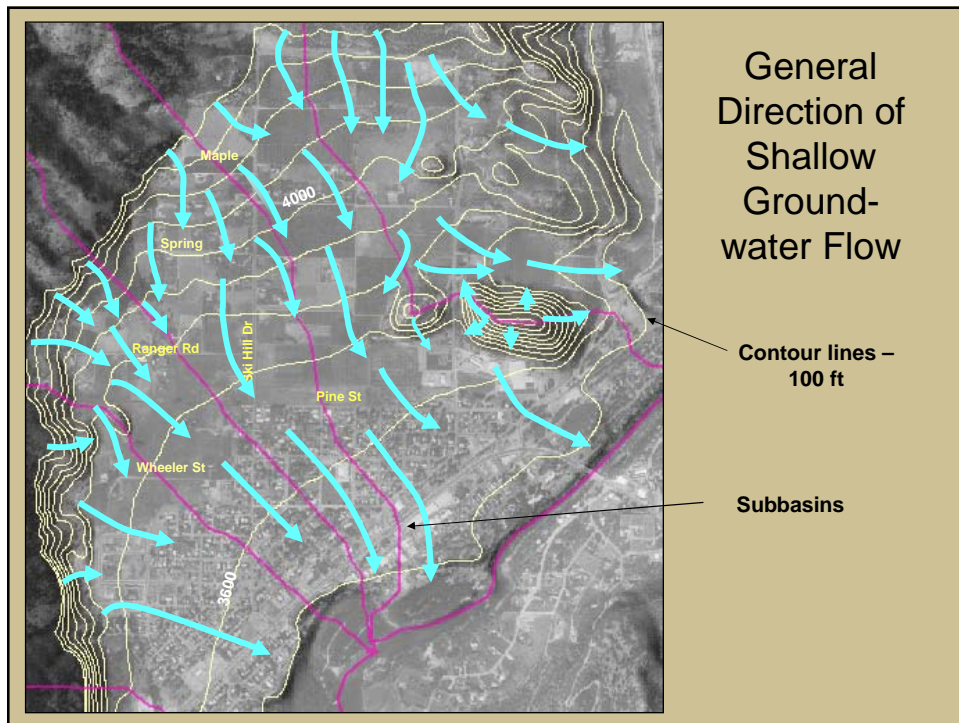 General
Direction of
Shallow
Ground-
water Flow
Maple
4000
Spring
Ranger Rd
Ski Hill Dr
Pine St
Wheeler St
3600
Contour lines –
100 ft
Subbasins